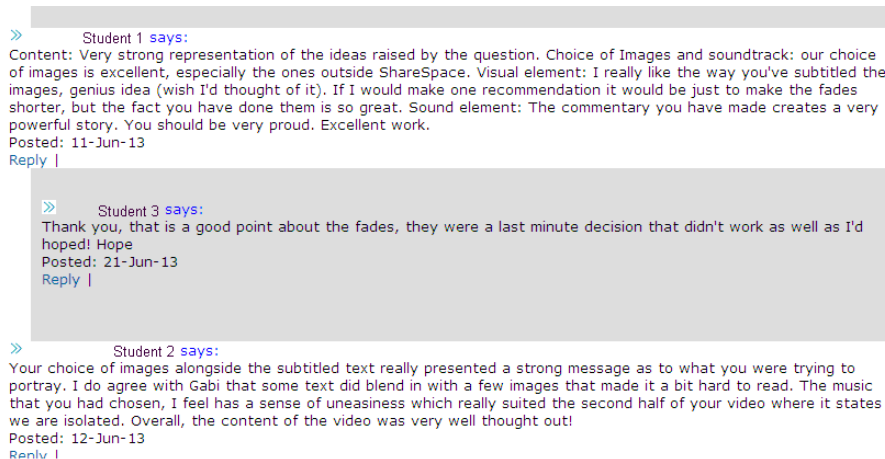 » Student 1 says:
Content: Very strong representation of the ideas raised by the question. Choice of Images and soundtrack: our choice
of images is excellent, especially the ones outside ShareSpace. Visual element: I really like the way you've subtitled the
images, genius idea (wish I'd thought of it). If I would make one recommendation it would be just to make the fades
shorter, but the fact you have done them is so great. Sound element: The commentary you have made creates a very
powerful story. You should be very proud. Excellent work.
Posted: 11-Jun-13
Reply |
» Student 3 says:
Thank you, that is a good point about the fades, they were a last minute decision that didn't work as well as I'd
hoped! Hope
Posted: 21-Jun-13
Reply |
» Student 2 says:
Your choice of images alongside the subtitled text really presented a strong message as to what you were trying to
portray. I do agree with Gabi that some text did blend in with a few images that made it a bit hard to read. The music
that you had chosen, I feel has a sense of uneasiness which really suited the second half of your video where it states
we are isolated. Overall, the content of the video was very well thought out!
Posted: 12-Jun-13
Reply |